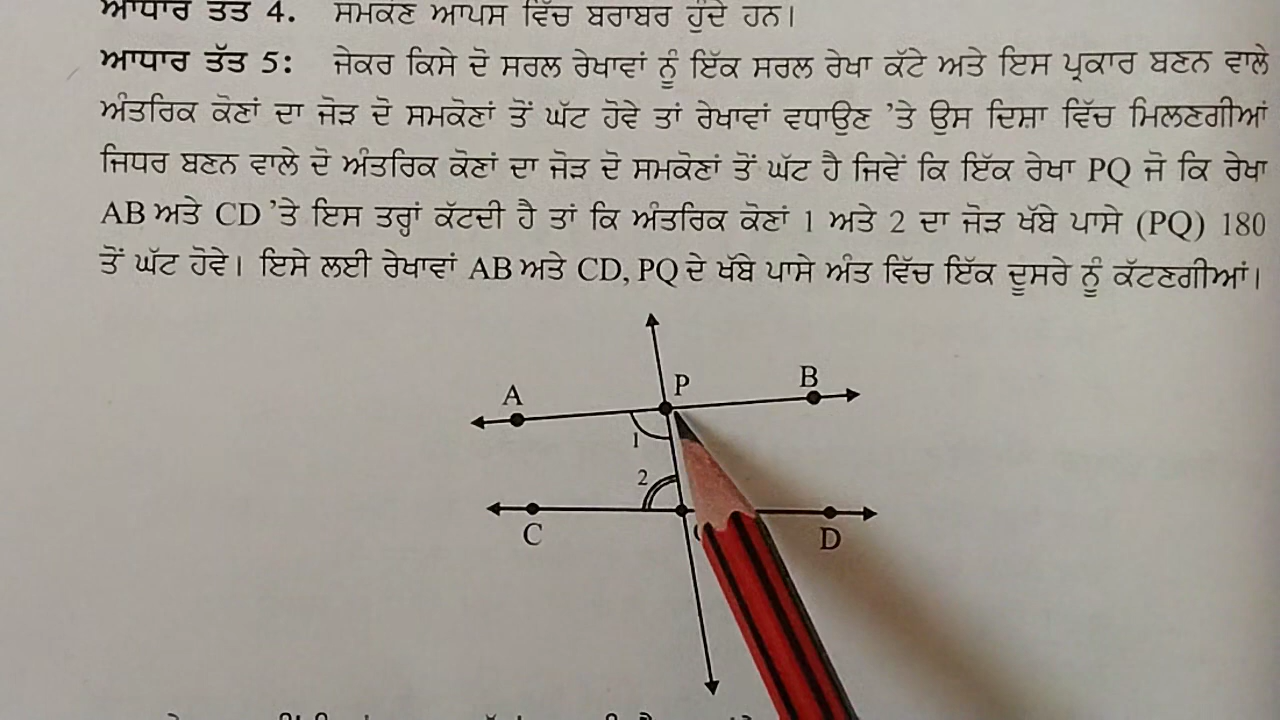 ਆਧਾਰ ਤੱਤ 4. ਸਮਕੋਣ ਆਪਸ ਵਿੱਚ ਬਰਾਬਰ ਹੁੰਦੇ ਹਨ।
ਆਧਾਰ ਤੱਤ 5: ਜੇਕਰ ਕਿਸੇ ਦੋ ਸਰਲ ਰੇਖਾਵਾਂ ਨੂੰ ਇੱਕ ਸਰਲ ਰੇਖਾ ਕੱਟੇ ਅਤੇ ਇਸ ਪ੍ਰਕਾਰ ਬਣਨ ਵਾਲੇ
ਅੰਤਰਿਕ ਕੋਣਾਂ ਦਾ ਜੋੜ ਦੋ ਸਮਕੋਣਾਂ ਤੋਂ ਘੱਟ ਹੋਵੇ ਤਾਂ ਰੇਖਾਵਾਂ ਵਧਾਉਣ ’ਤੇ ਉਸ ਦਿਸ਼ਾ ਵਿੱਚ ਮਿਲਣਗੀਆਂ
ਜਿਧਰ ਬਣਨ ਵਾਲੇ ਦੋ ਅੰਤਰਿਕ ਕੋਣਾਂ ਦਾ ਜੋੜ ਦੋ ਸਮਕੋਣਾਂ ਤੋਂ ਘੱਟ ਹੈ ਜਿਵੇਂ ਕਿ ਇੱਕ ਰੇਖਾ PQ ਜੋ ਕਿ ਰੇਖਾ
AB ਅਤੇ CD ’ਤੇ ਇਸ ਤਰ੍ਹਾਂ ਕੱਟਦੀ ਹੈ ਤਾਂ ਕਿ ਅੰਤਰਿਕ ਕੋਣਾਂ 1 ਅਤੇ 2 ਦਾ ਜੋੜ ਖੱਬੇ ਪਾਸੇ (PQ) 180
ਤੋਂ ਘੱਟ ਹੋਵੇ। ਇਸੇ ਲਈ ਰੇਖਾਵਾਂ AB ਅਤੇ CD, PQ ਦੇ ਖੱਬੇ ਪਾਸੇ ਅੰਤ ਵਿੱਚ ਇੱਕ ਦੂਸਰੇ ਨੂੰ ਕੱਟਣਗੀਆਂ।
A P B
1
2
C D